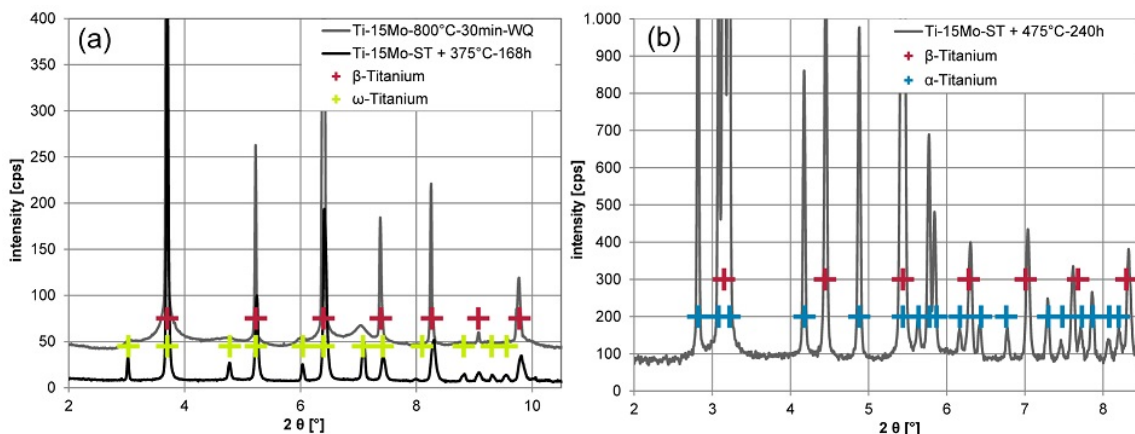 (a)
Ti-15Mo-800°C-30min-WQ
Ti-15Mo-ST + 375°C-168h
β-Titanium
ω-Titanium
400
350
300
250
200
150
100
50
0
intensity [cps]
2
4
6
8
10
2 θ [°]
(b)
Ti-15Mo-ST + 475°C-240h
β-Titanium
α-Titanium
1.000
900
800
700
600
500
400
300
200
100
0
intensity [cps]
2
3
4
5
6
7
8
2 θ [°]